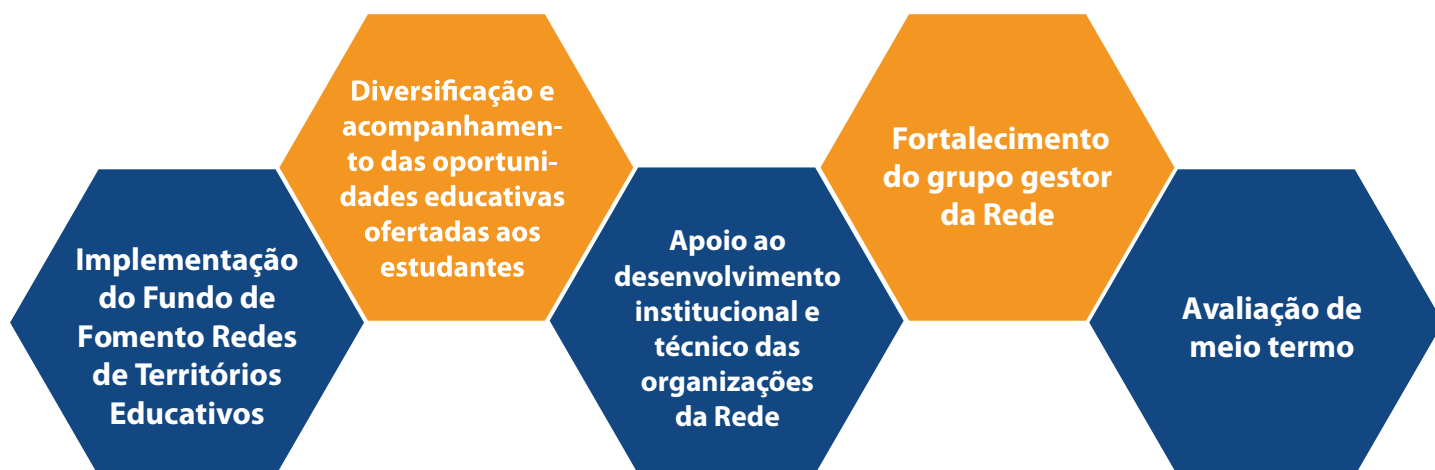 Implementação
do Fundo de
Fomento Redes
de Territórios
Educativos
Diversificação e
acompanhamen-
to das oportuni-
dades educativas
ofertadas aos
estudantes
Apoio ao
desenvolvimento
institucional e
técnico das
organizações
da Rede
Fortalecimento
do grupo gestor
da Rede
Avaliação de
meio termo